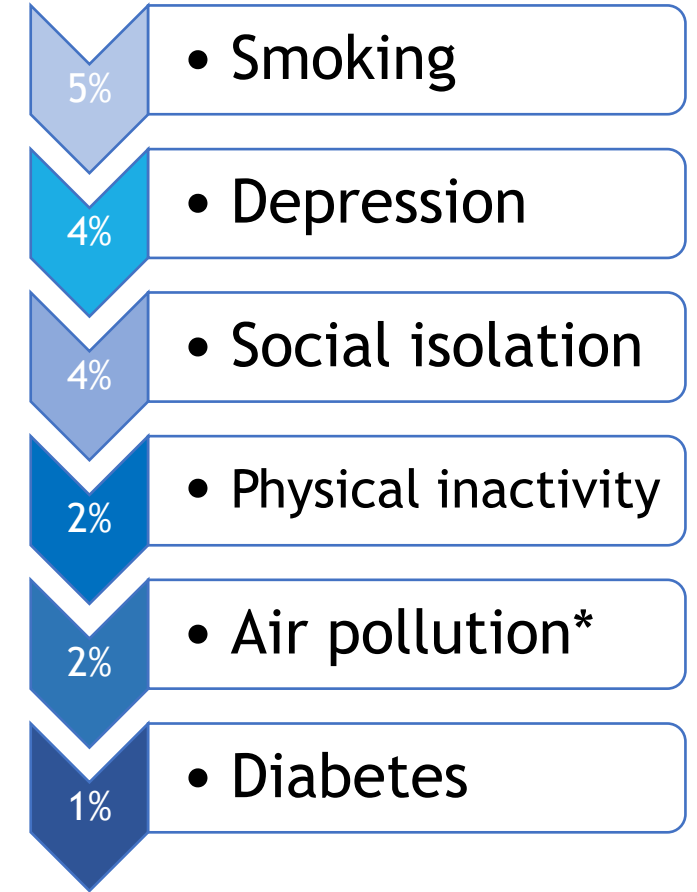 5%
• Smoking
4%
• Depression
4%
• Social isolation
2%
• Physical inactivity
2%
• Air pollution*
1%
• Diabetes